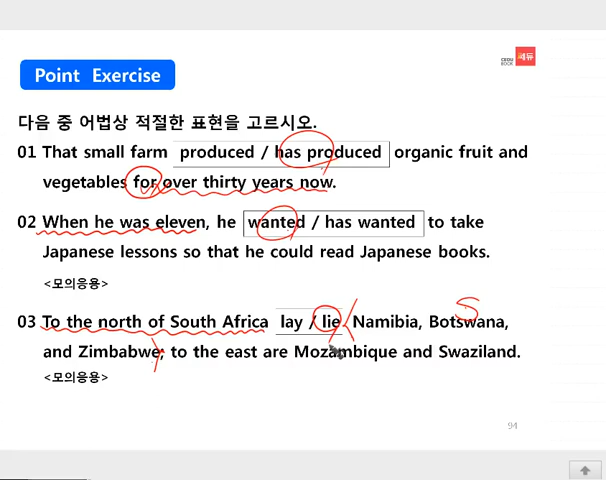 쎄듀
Point Exercise
다음 중 어법상 적절한 표현을 고르시오.
01 That small farm produced / has produced organic fruit and
vegetables for over thirty years now.
02 When he was eleven, he wanted / has wanted to take
Japanese lessons so that he could read Japanese books.
<모의응용>
S
03 To the north of South Africa lay / lie Namibia, Botswana,
and Zimbabwe; to the east are Mozambique and Swaziland.
<모의응용>
94